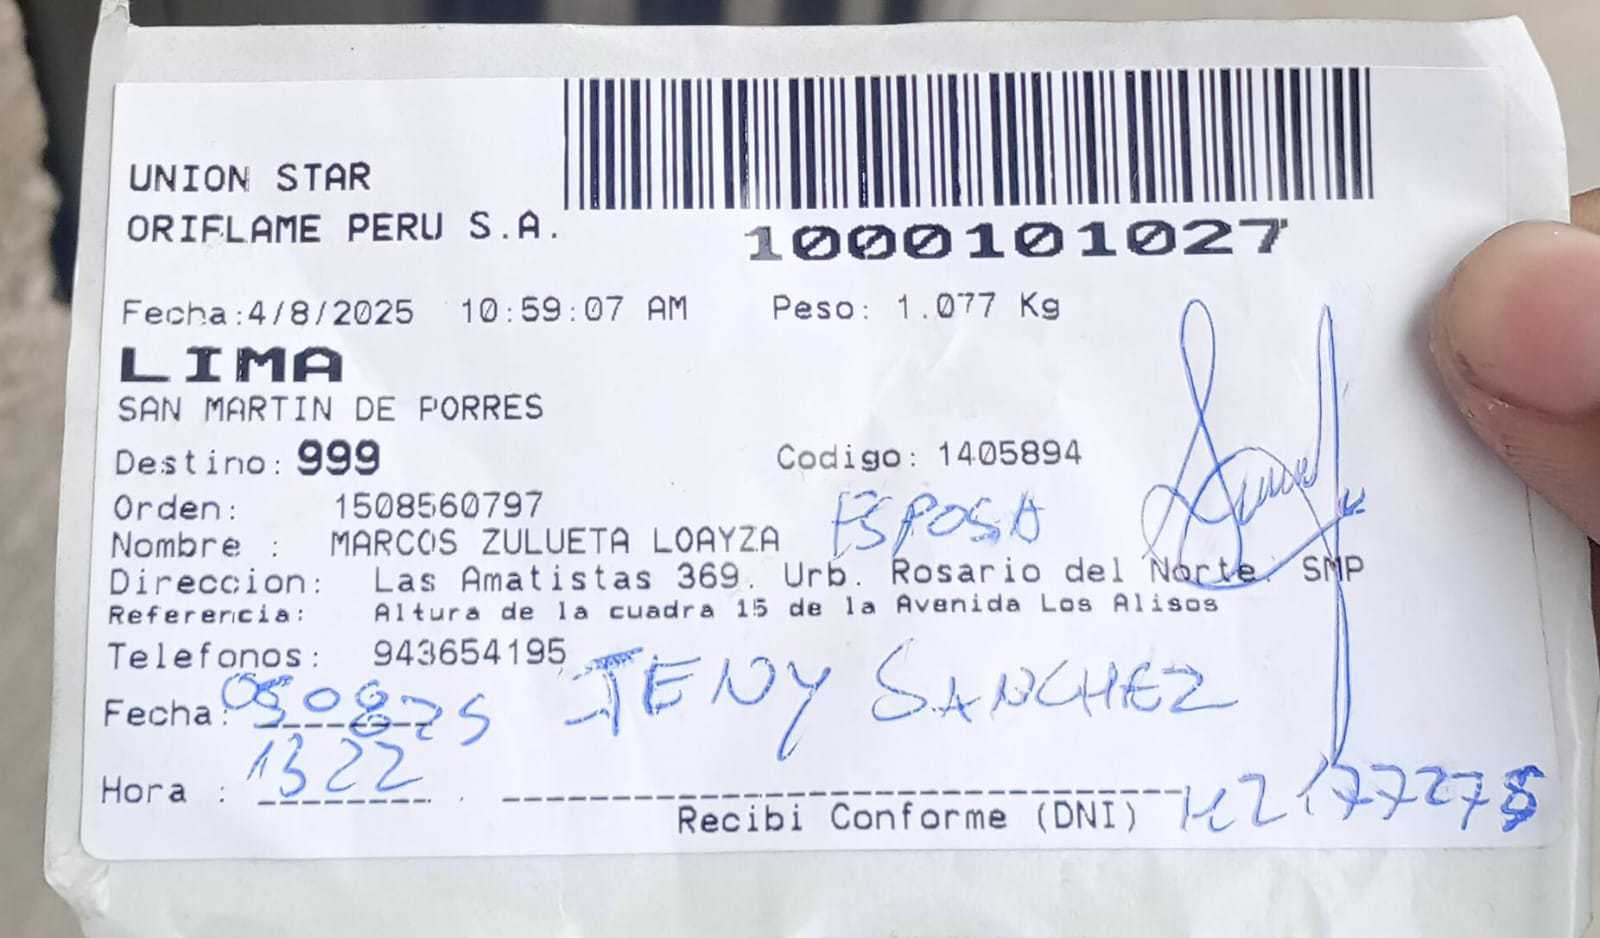 UNION STAR
ORIFLAME PERU S.A.
1000101027
Fecha:4/8/2025 10:59:07 AM Peso: 1.077 Kg
LIMA
SAN MARTIN DE PORRES
Destino: 999 Codigo: 1405894
Orden: 1508560797
Nombre : MARCOS ZULUETA LOAYZA ESPOSA
Direccion: Las Amatistas 369. Urb. Rosario del Norte. SMP
Referencia: Altura de la cuadra 15 de la Avenida Los Alisos
Telefonos: 943654195
Fecha: 050825 JENY SANCHEZ
Hora : 1322
Recibi Conforme (DNI)